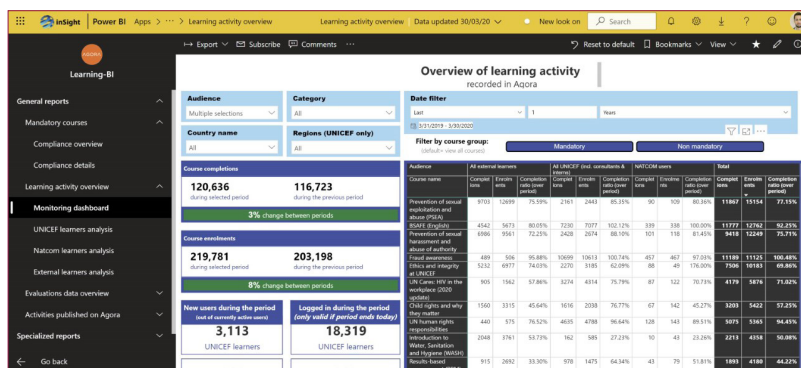 inSight Power BI Apps > ··· > Learning activity overview Learning activity overview | Data updated 30/03/20 New look on Search
Export Subscribe Comments ··· Reset to default Bookmarks View
AGORA
Learning-BI
General reports
Mandatory courses
Compliance overview
Compliance details
Learning activity overview
Monitoring dashboard
UNICEF learners analysis
Natcom learners analysis
External learners analysis
Evaluations data overview
Activities published on Agora
Specialized reports
Go back
Overview of learning activity
recorded in Agora
Audience
Multiple selections
Category
All
Country name
All
Regions (UNICEF only)
All
Date filter
Last 1 Years
3/31/2019 - 3/30/2020
Filter by course group:
(default= view all courses)
Mandatory
Non mandatory
Course completions
120,636 116,723
during selected period during the previous period
3% change between periods
Course enrolments
219,781 203,198
during selected period during the previous period
8% change between periods
New users during the period
(out of currently active users)
3,113
UNICEF learners
Logged in during the period
(only valid if period ends today)
18,319
UNICEF learners
Audience All external learners All UNICEF (incl. consultants & interns) NATCOM users Total
Course name Completions Enrolments Completion ratio (over period) Completions Enrolments Completion ratio (over period) Completions Enrolments Completion ratio (over period) Completions Enrolments Completion ratio (over period)
Prevention of sexual exploitation and abuse (PSEA) 9703 12699 75.59% 2161 2443 85.35% 90 109 80.36% 11867 15154 77.15%
BSAFE (English) 4542 5673 80.05% 7230 7077 102.12% 339 338 100.00% 11777 12762 92.25%
Prevention of sexual harassment and abuse of authority 6986 9561 72.25% 2428 2674 88.10% 101 118 81.45% 9418 12249 75.71%
Fraud awareness 489 506 95.88% 10699 10613 100.74% 457 467 97.03% 11189 11125 100.48%
Ethics and integrity at UNICEF 5232 6977 74.03% 2270 3185 62.09% 88 49 176.00% 7506 10183 69.86%
UN Cares: HIV in the workplace (2020 update) 905 1562 57.86% 3274 4314 75.79% 87 122 70.73% 4179 5876 71.02%
Child rights and why they matter 1560 3315 45.64% 1616 2038 76.77% 67 142 45.27% 3203 5422 57.25%
UN human rights responsibilities 440 575 76.52% 4635 4788 96.64% 128 143 89.51% 5075 5365 94.45%
Introduction to Water, Sanitation and Hygiene (WASH) 2048 3761 53.73% 162 585 27.23% 10 43 23.26% 2213 4358 50.08%
Results-based 915 2692 33.30% 978 1475 64.34% 43 79 51.81% 1893 4180 44.22%